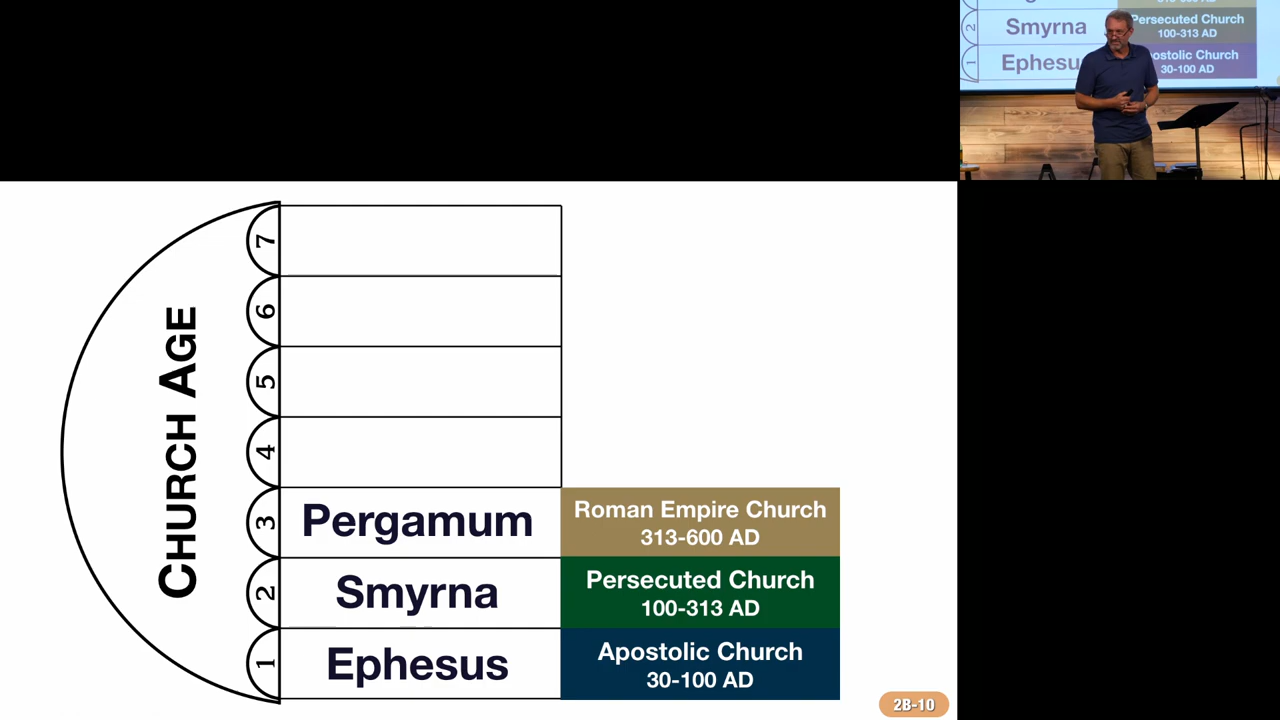 Smyrna
Persecuted Church
2
100-313 AD
Ephesu
ostolic Church
1
30-100 AD
CHURCH AGE
7
6
5
4
3
Pergamum
Roman Empire Church
313-600 AD
2
Smyrna
Persecuted Church
100-313 AD
1
Ephesus
Apostolic Church
30-100 AD
2B-10